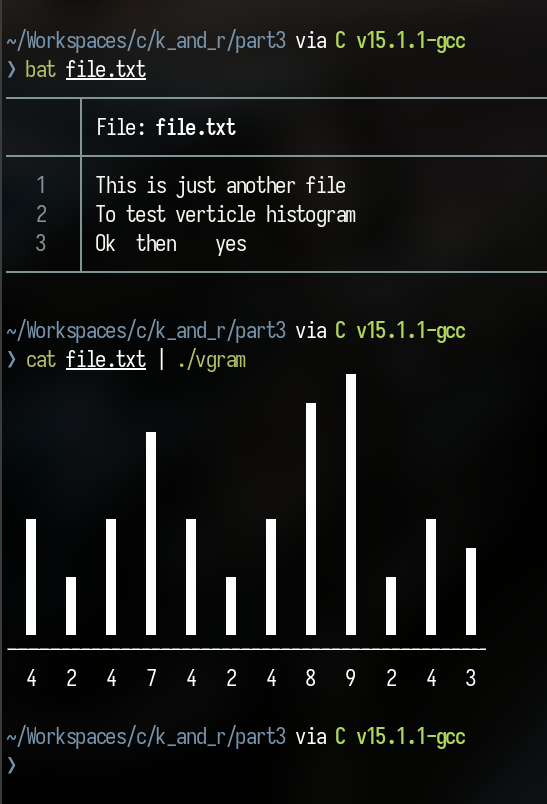 ~/Workspaces/c/k_and_r/part3 via C v15.1.1-gcc
❯ bat file.txt
File: file.txt
1 This is just another file
2 To test verticle histogram
3 Ok  then    yes
~/Workspaces/c/k_and_r/part3 via C v15.1.1-gcc
❯ cat file.txt | ./vgram
4 2 4 7 4 2 4 8 9 2 4 3
~/Workspaces/c/k_and_r/part3 via C v15.1.1-gcc
❯